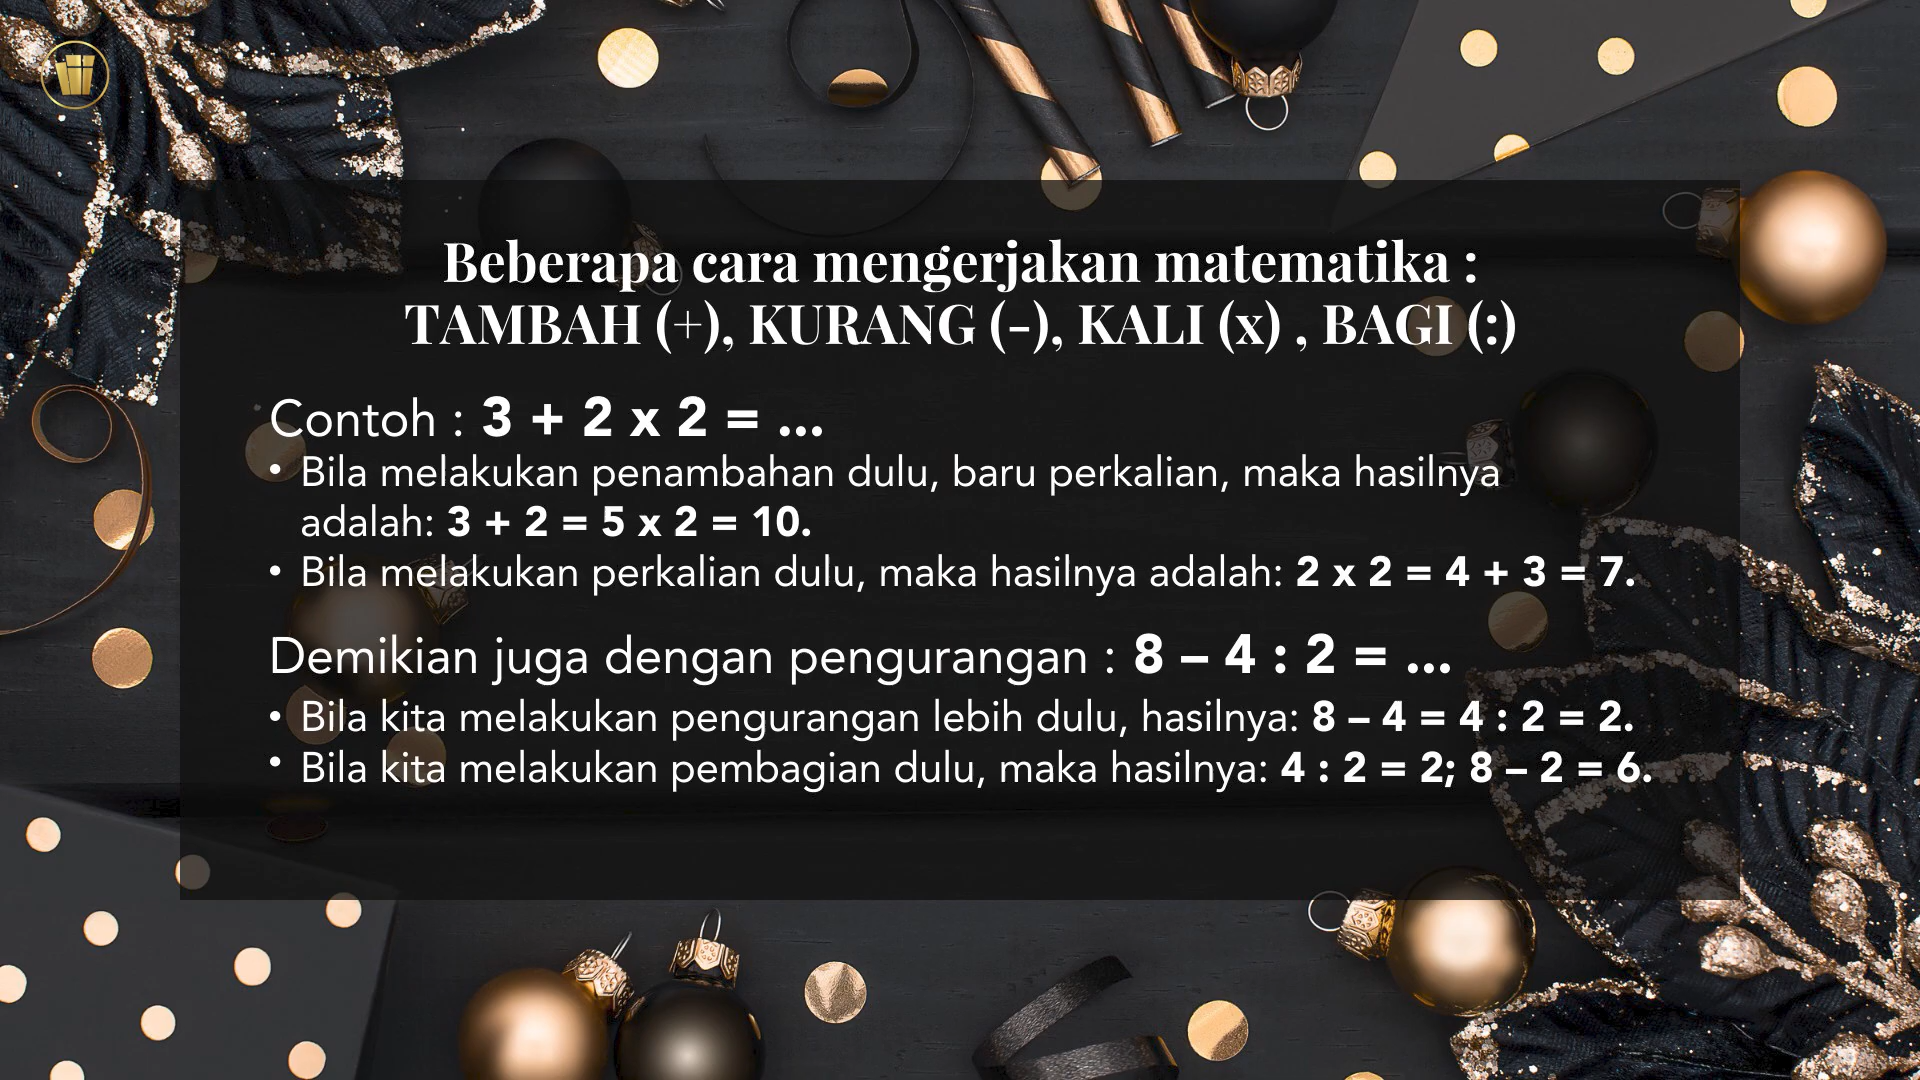 Beberapa cara mengerjakan matematika :
TAMBAH (+), KURANG (-), KALI (x) , BAGI (:)
Contoh : 3 + 2 x 2 = ...
• Bila melakukan penambahan dulu, baru perkalian, maka hasilnya
adalah: 3 + 2 = 5 x 2 = 10.
• Bila melakukan perkalian dulu, maka hasilnya adalah: 2 x 2 = 4 + 3 = 7.
Demikian juga dengan pengurangan : 8 – 4 : 2 = ...
• Bila kita melakukan pengurangan lebih dulu, hasilnya: 8 – 4 = 4 : 2 = 2.
• Bila kita melakukan pembagian dulu, maka hasilnya: 4 : 2 = 2; 8 – 2 = 6.